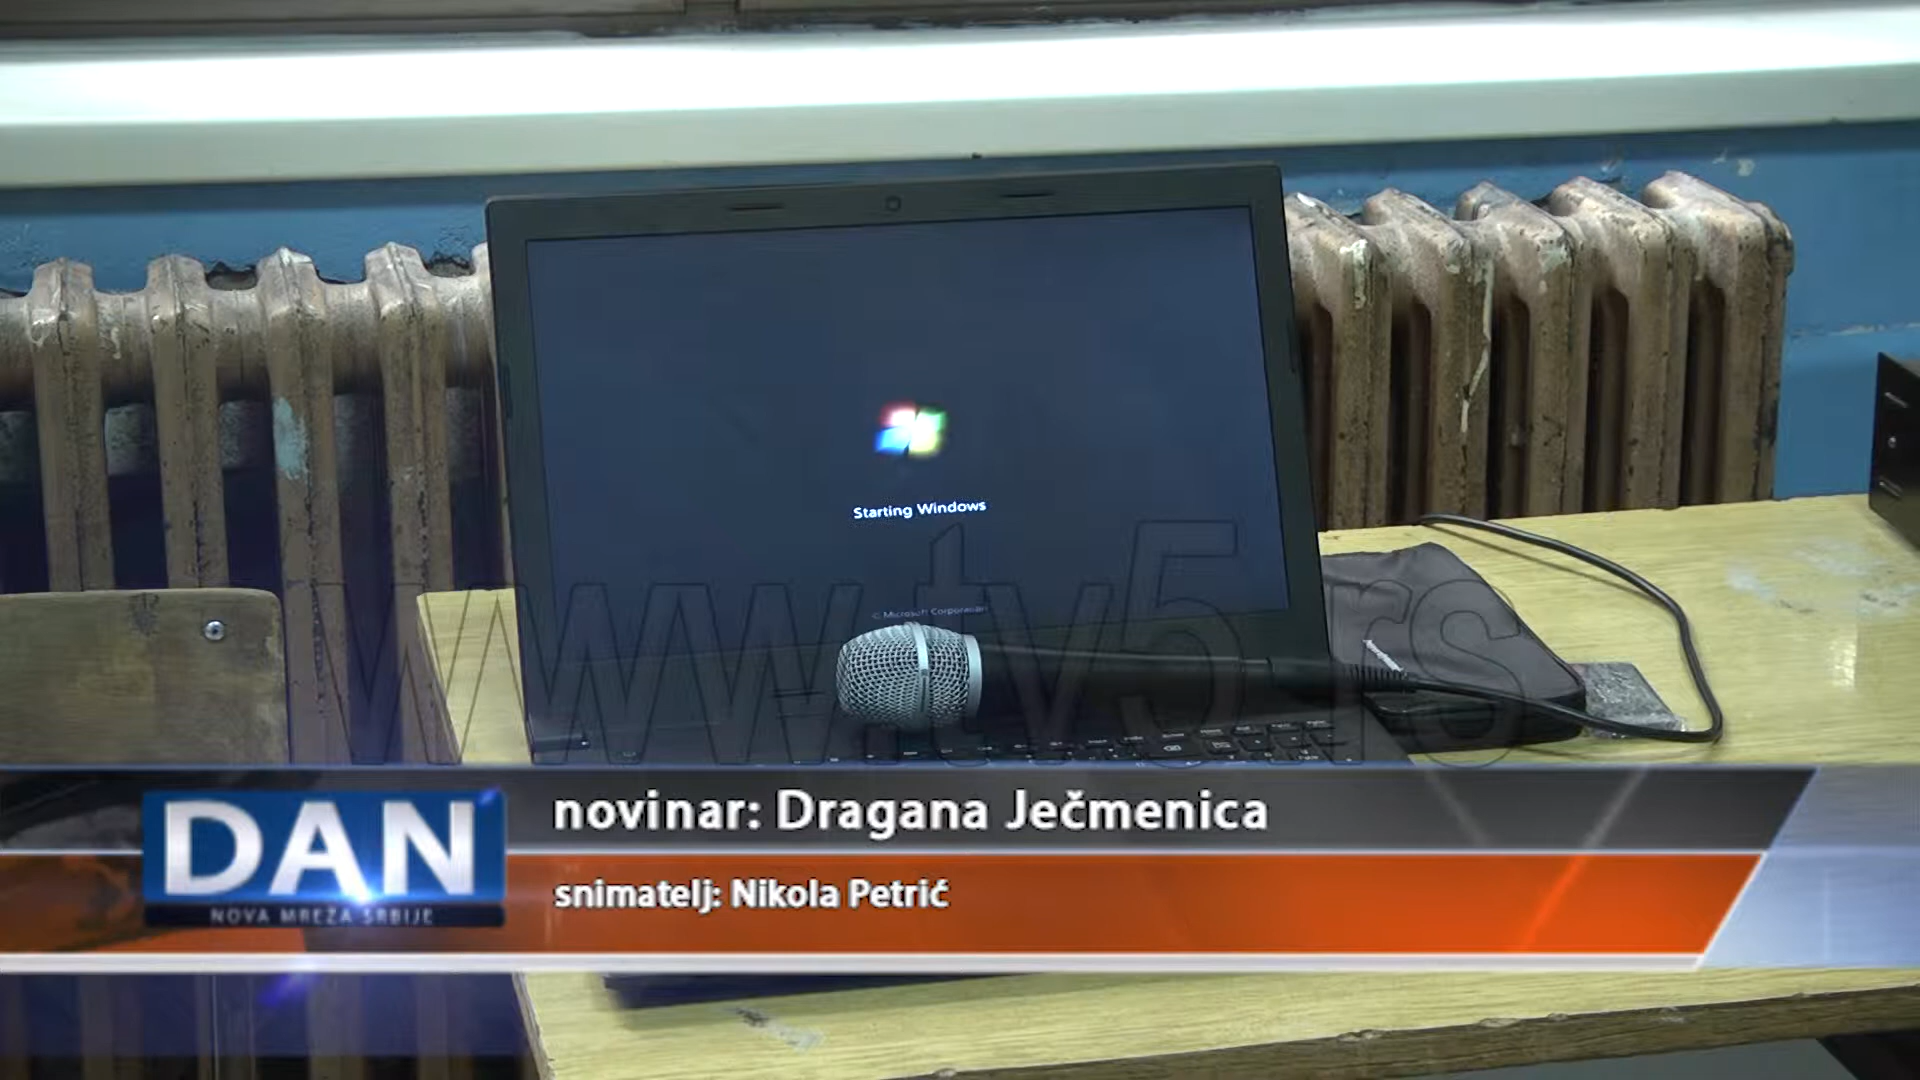 Starting Windows
© Microsoft Corporation
www.tv5.rs
novinar: Dragana Ječmenica
DAN
snimatelj: Nikola Petrić
NOVA MREŽA SRBIJE